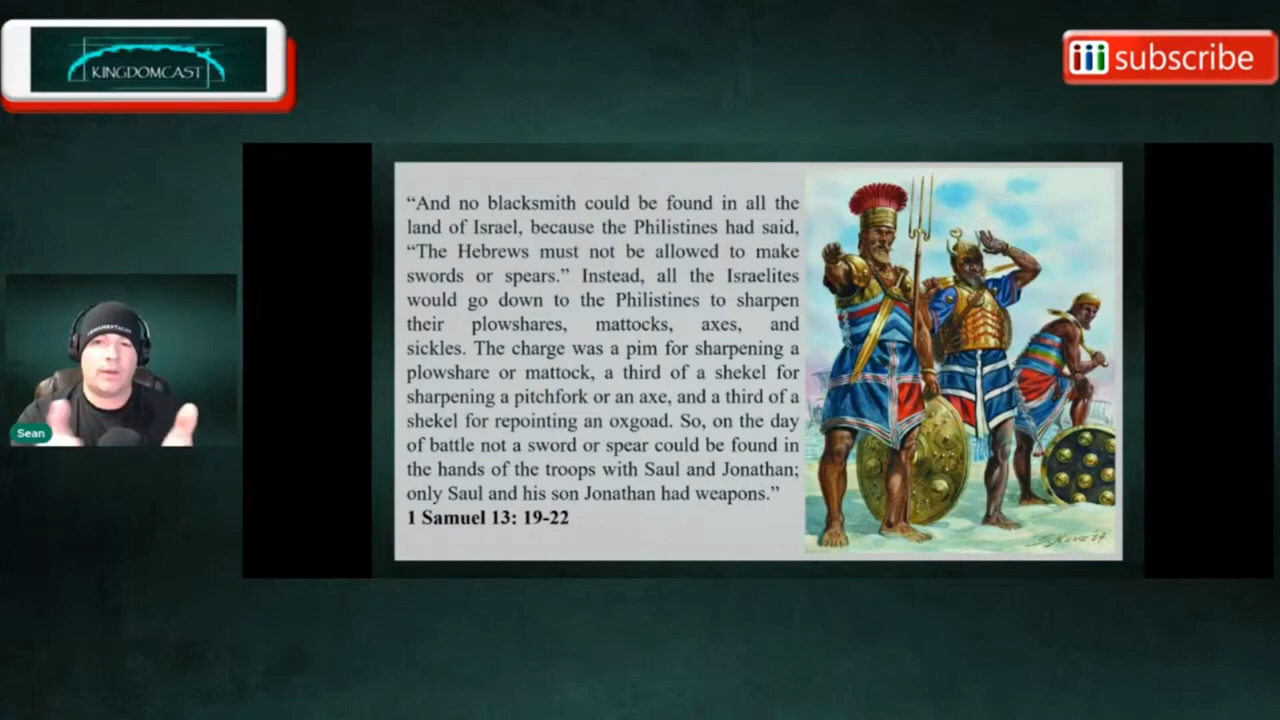 KINGDOMCAST
subscribe
“And no blacksmith could be found in all the
land of Israel, because the Philistines had said,
“The Hebrews must not be allowed to make
swords or spears.” Instead, all the Israelites
would go down to the Philistines to sharpen
their plowshares, mattocks, axes, and
sickles. The charge was a pim for sharpening a
plowshare or mattock, a third of a shekel for
sharpening a pitchfork or an axe, and a third of a
shekel for repointing an oxgoad. So, on the day
of battle not a sword or spear could be found in
the hands of the troops with Saul and Jonathan;
only Saul and his son Jonathan had weapons.”
1 Samuel 13: 19-22
Sean